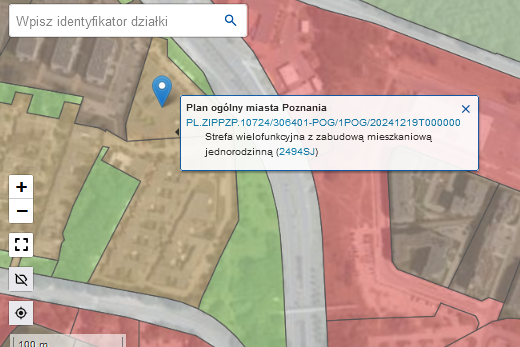 Wpisz identyfikator działki
Plan ogólny miasta Poznania
PL.ZIPPZP.10724/306401-POG/1POG/20241219T000000
Strefa wielofunkcyjna z zabudową mieszkaniową
jednorodzinną (2494SJ)
+
−
100 m